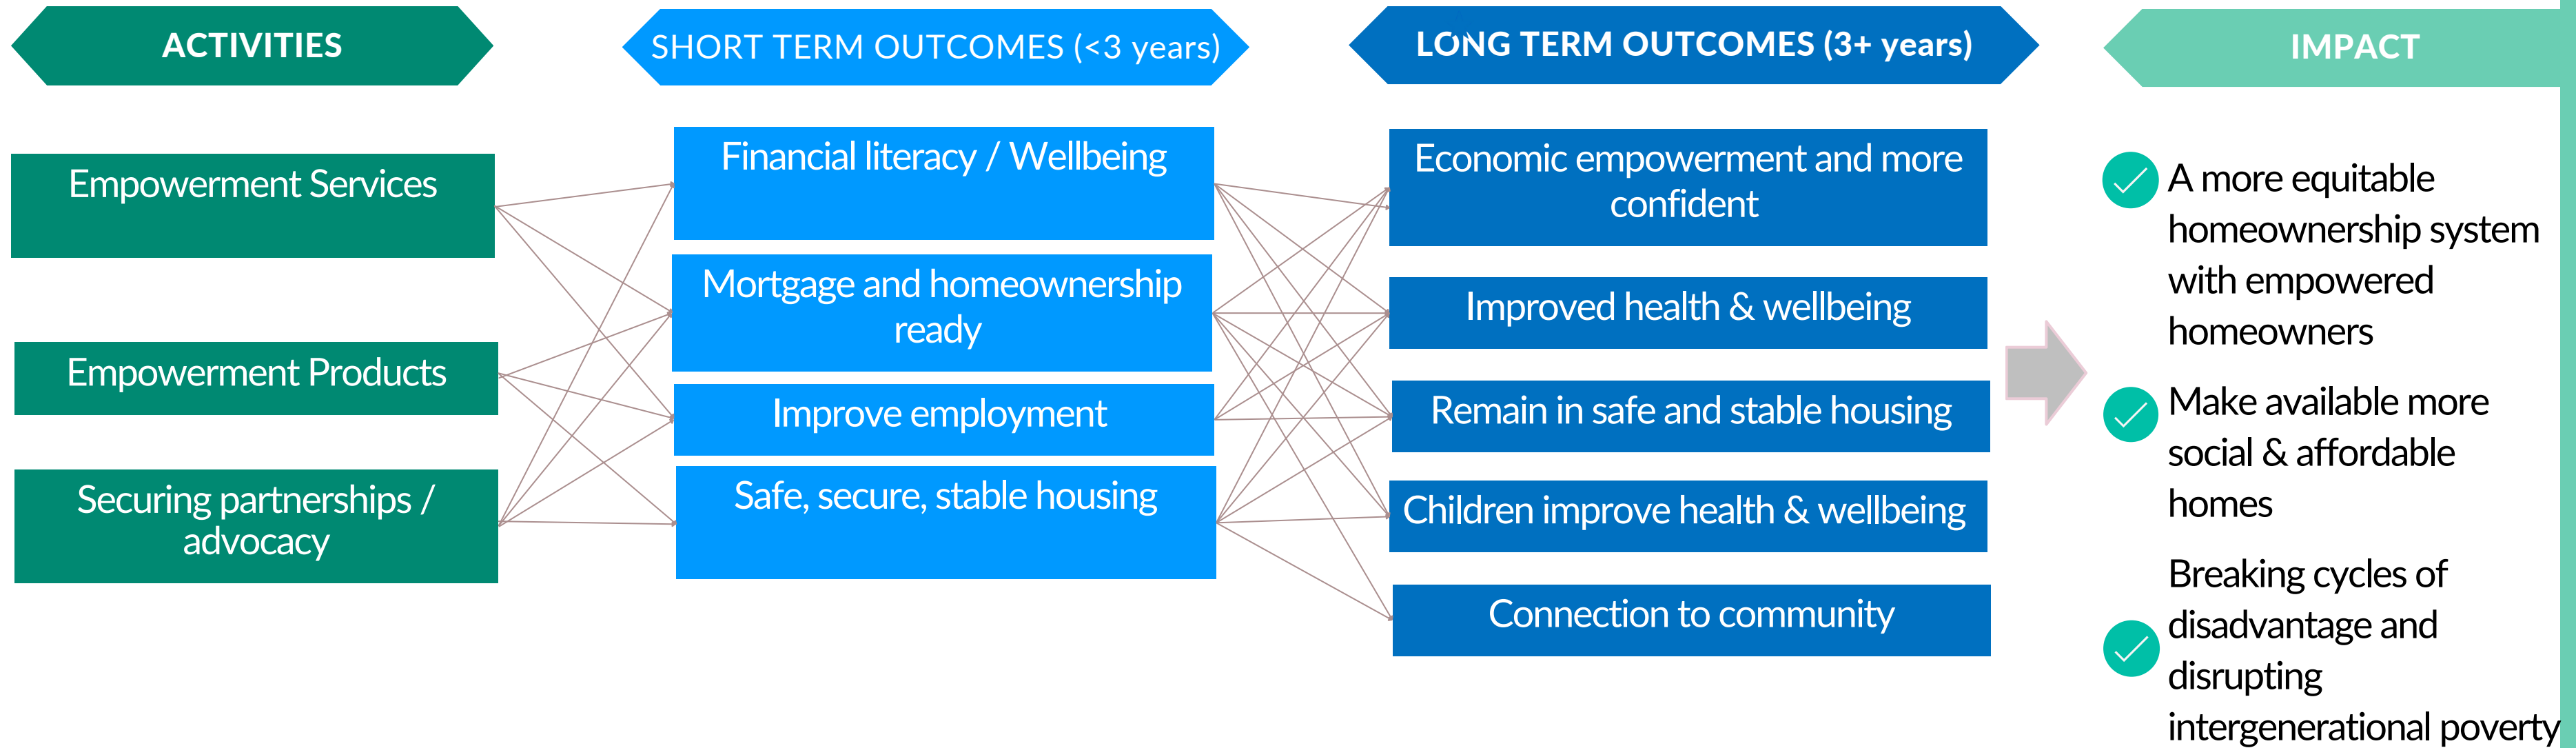 ACTIVITIES
SHORT TERM OUTCOMES (<3 years)
LONG TERM OUTCOMES (3+ years)
IMPACT
Empowerment Services
Empowerment Products
Securing partnerships /
advocacy
Financial literacy / Wellbeing
Mortgage and homeownership
ready
Improve employment
Safe, secure, stable housing
Economic empowerment and more
confident
Improved health & wellbeing
Remain in safe and stable housing
Children improve health & wellbeing
Connection to community
A more equitable
homeownership system
with empowered
homeowners
Make available more
social & affordable
homes
Breaking cycles of
disadvantage and
disrupting
intergenerational poverty